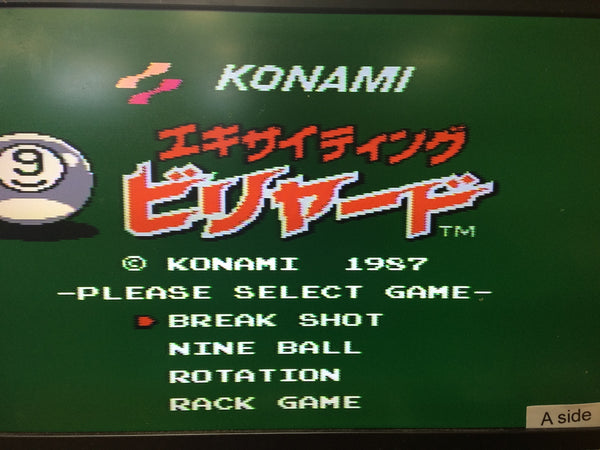 KONAMI
エキサイティング
ビリヤード
TM
9
© KONAMI 1987
-PLEASE SELECT GAME-
BREAK SHOT
NINE BALL
ROTATION
RACK GAME
A side